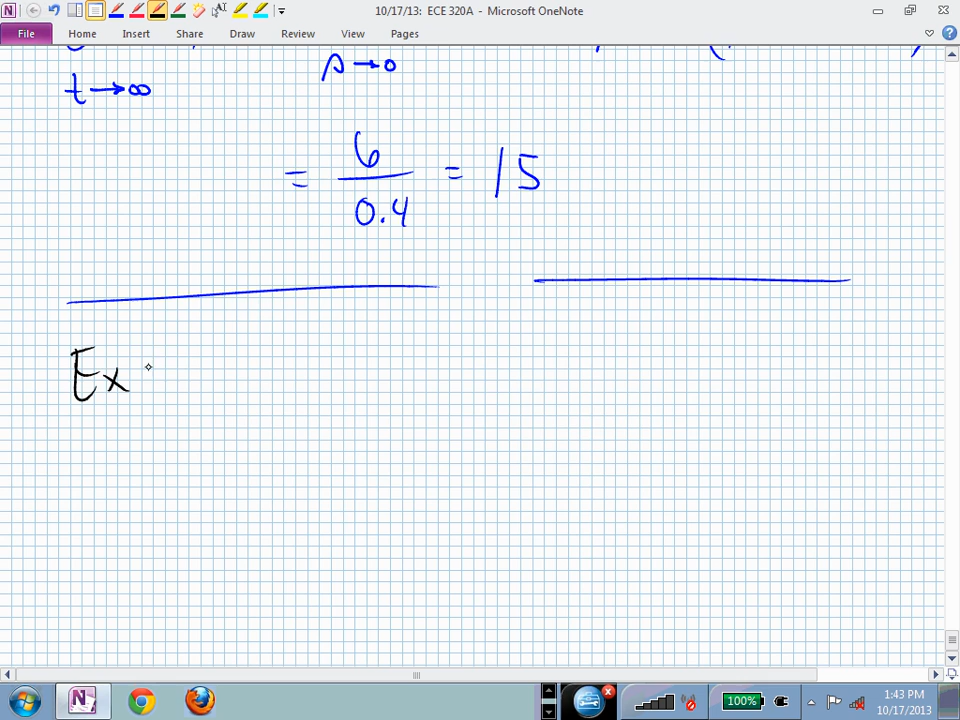 10/17/13: ECE 320A - Microsoft OneNote
File Home Insert Share Draw Review View Pages
s→0
t→∞
= 6/0.4 = 15
Ex
100%
1:43 PM
10/17/2013